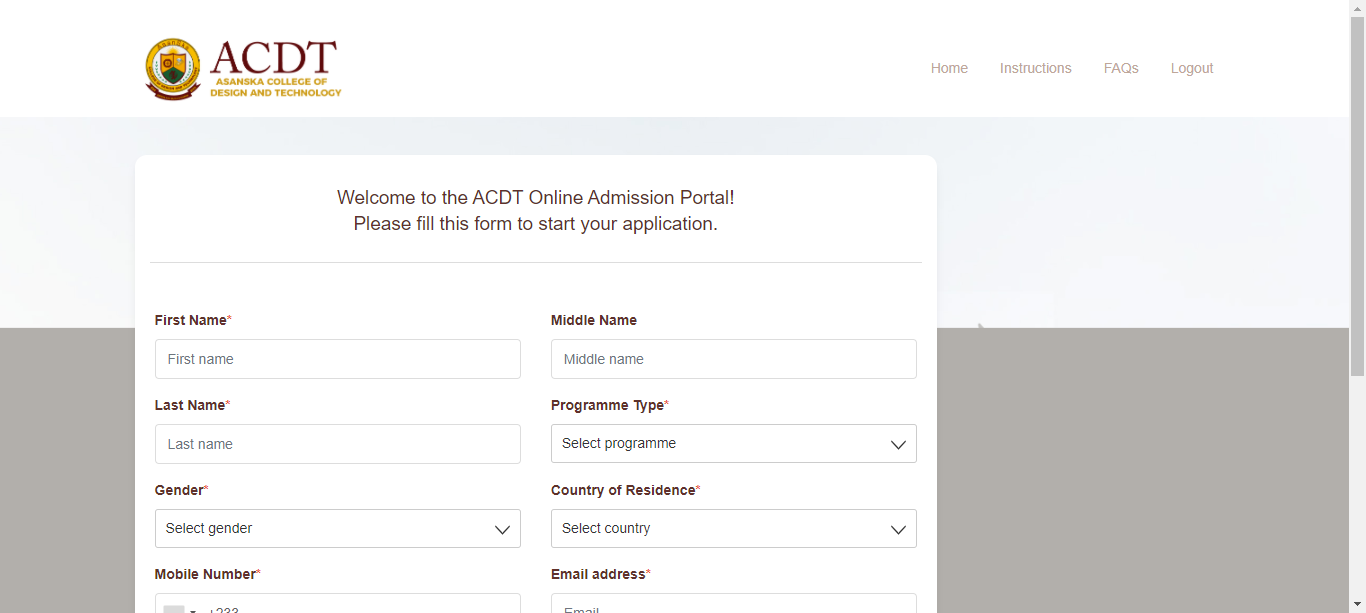 ACDT
ASANSKA COLLEGE OF
DESIGN AND TECHNOLOGY
Home Instructions FAQs Logout
Welcome to the ACDT Online Admission Portal!
Please fill this form to start your application.
First Name* Middle Name
First name Middle name
Last Name* Programme Type*
Last name Select programme
Gender* Country of Residence*
Select gender Select country
Mobile Number* Email address*
+233 Email